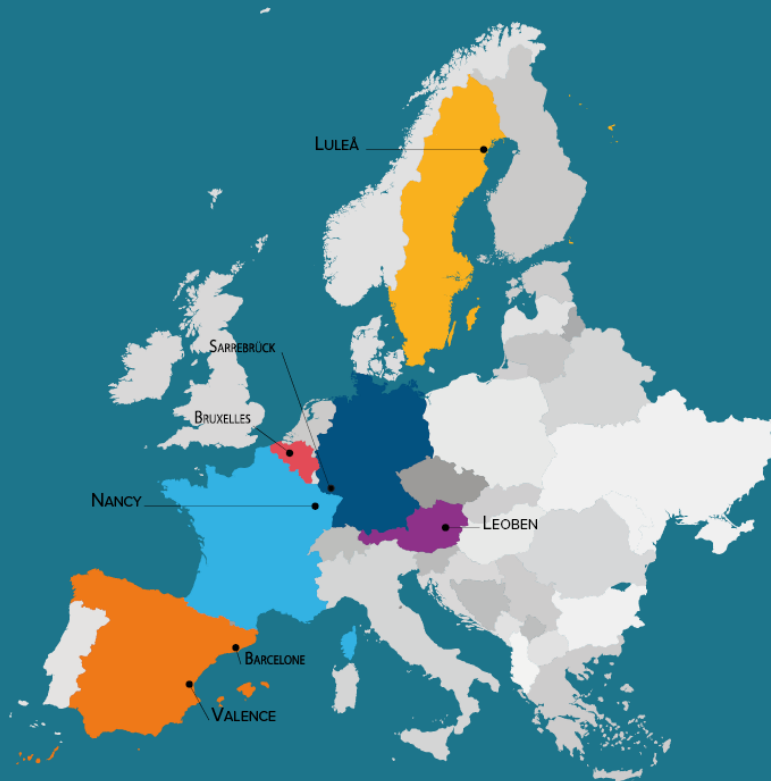 LULEÅ
SARREBRÜCK
BRUXELLES
NANCY
LEOBEN
BARCELONE
VALENCE